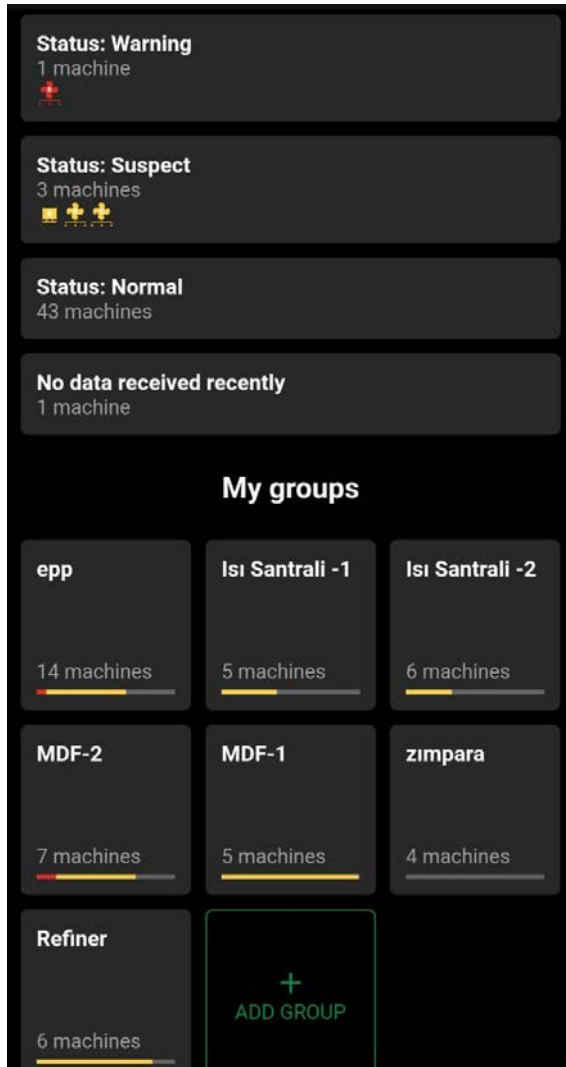 Status: Warning
1 machine
Status: Suspect
3 machines
Status: Normal
43 machines
No data received recently
1 machine
My groups
epp
14 machines
Isı Santrali -1
5 machines
Isı Santrali -2
6 machines
MDF-2
7 machines
MDF-1
5 machines
zımpara
4 machines
Refiner
6 machines
+
ADD GROUP